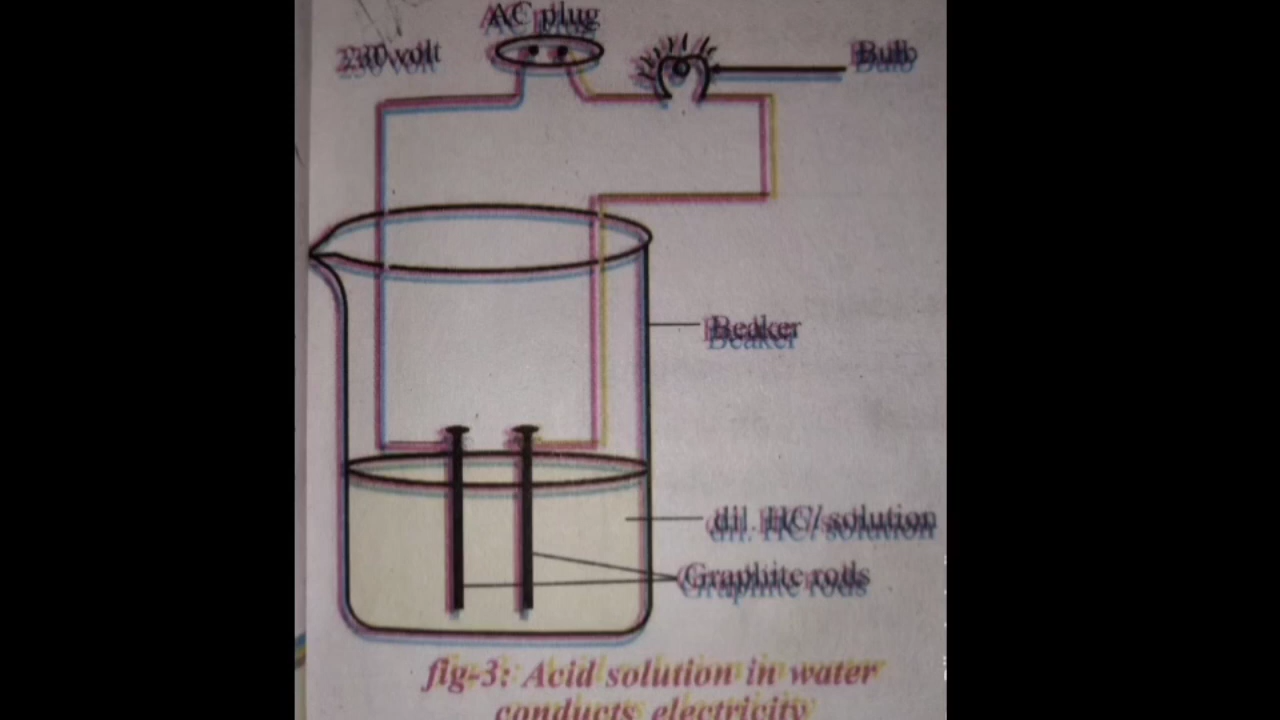 AC plug
230 volt
Bulb
Beaker
dil. HCl solution
Graphite rods
fig-3: Acid solution in water
conducts electricity